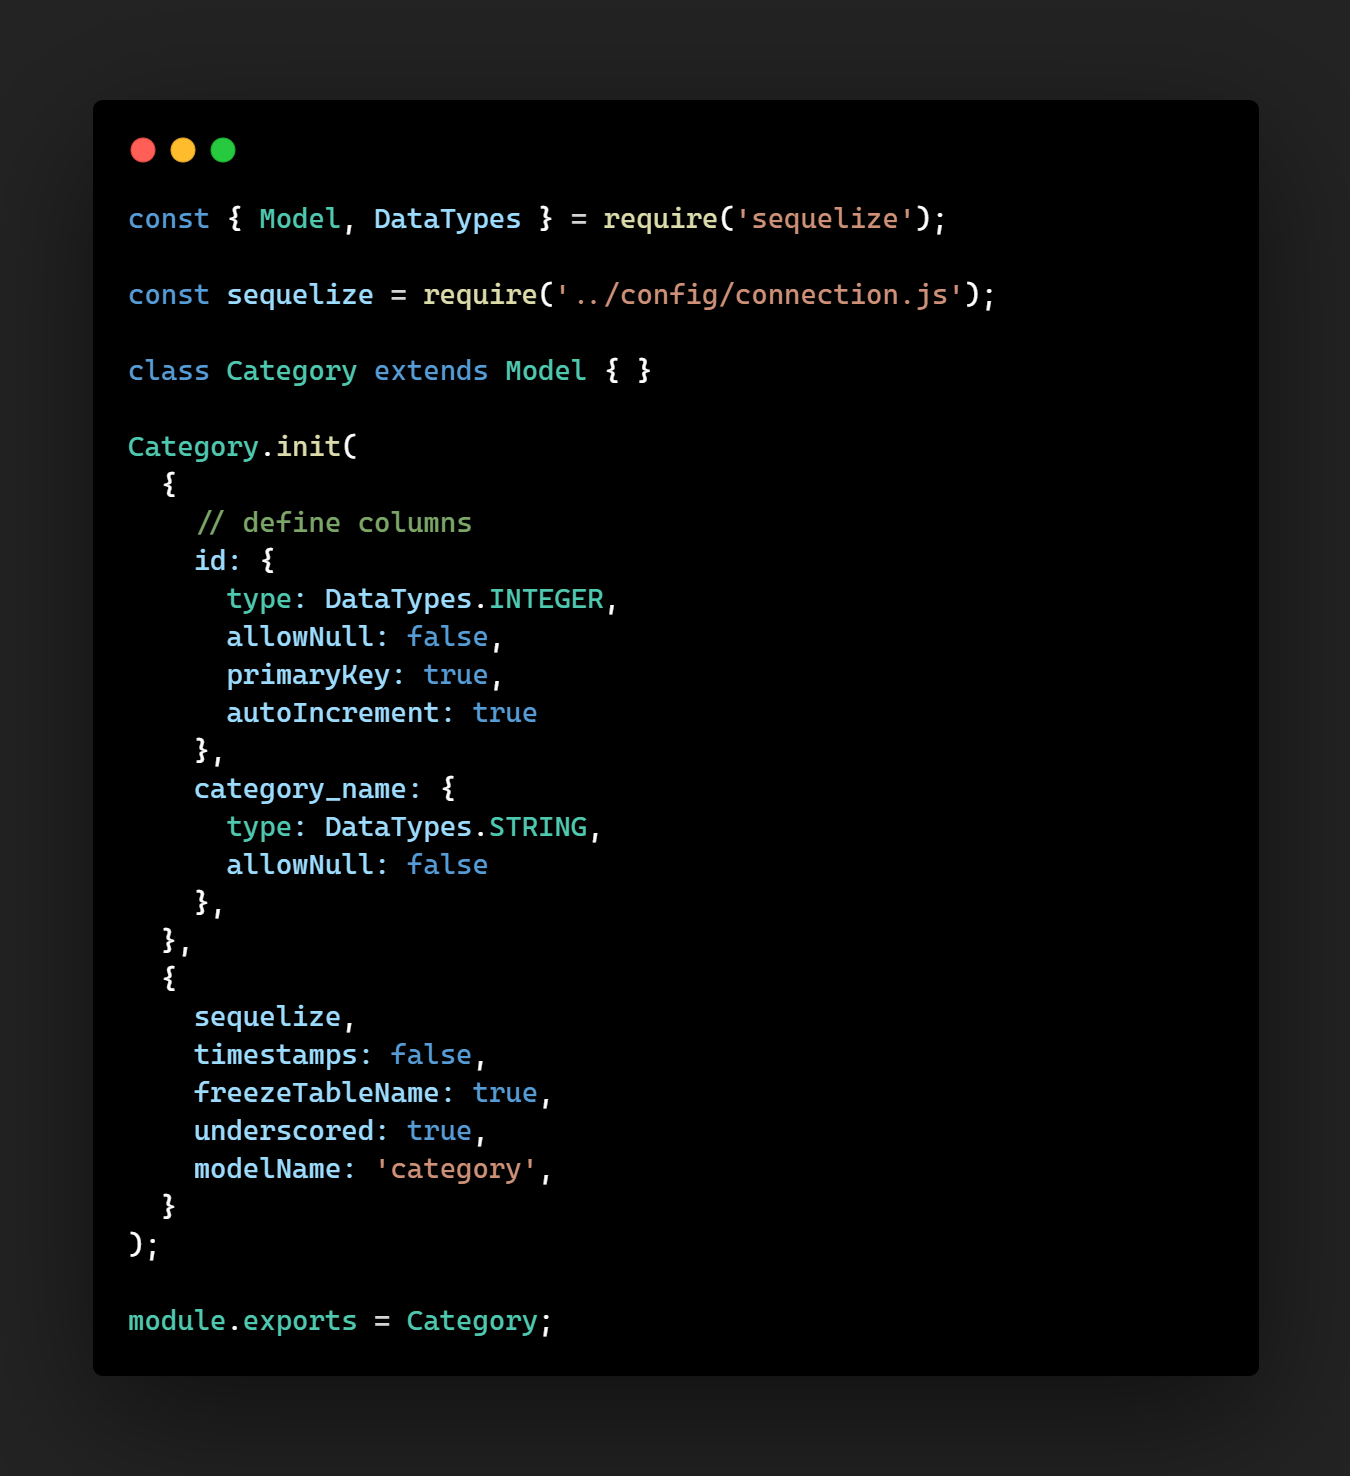 const { Model, DataTypes } = require('sequelize');
const sequelize = require('../config/connection.js');
class Category extends Model { }
Category.init(
  {
    // define columns
    id: {
      type: DataTypes.INTEGER,
      allowNull: false,
      primaryKey: true,
      autoIncrement: true
    },
    category_name: {
      type: DataTypes.STRING,
      allowNull: false
    },
  },
  {
    sequelize,
    timestamps: false,
    freezeTableName: true,
    underscored: true,
    modelName: 'category',
  }
);
module.exports = Category;